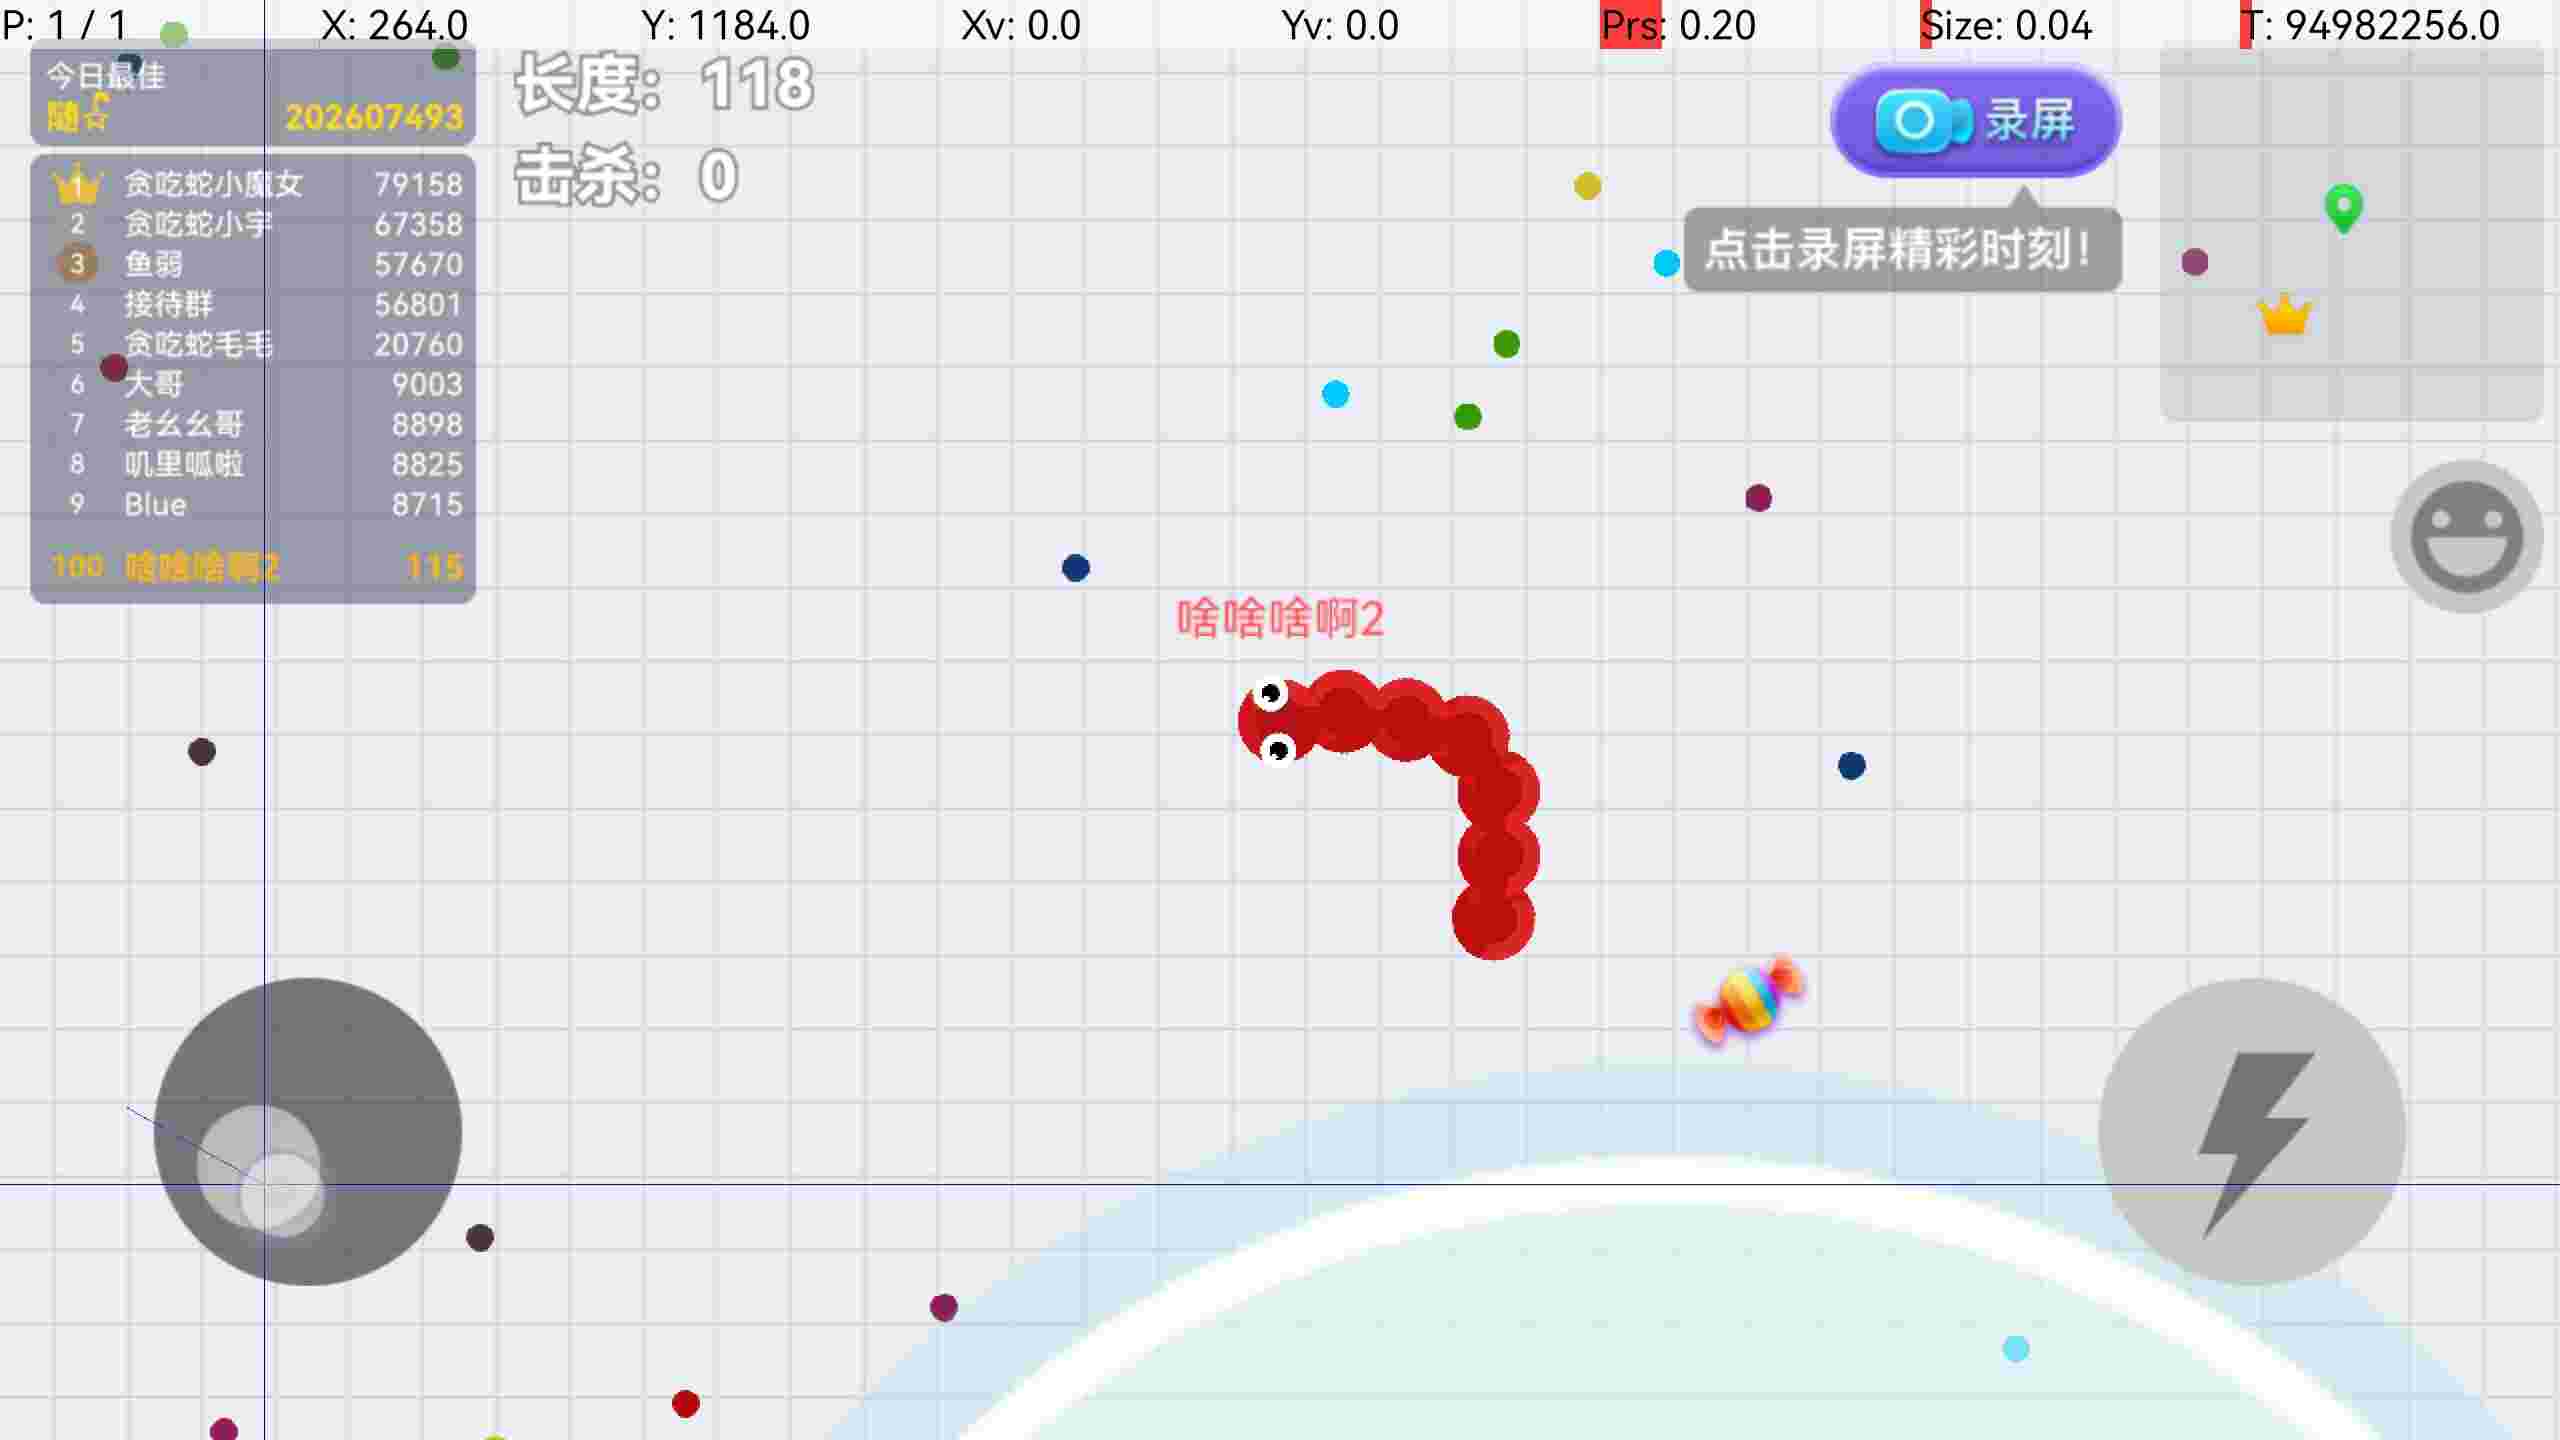 P: 1 / 1 X: 264.0 Y: 1184.0 Xv: 0.0 Yv: 0.0 Prs: 0.20 Size: 0.04 T: 94982256.0
今日最佳
随 202607493
1 贪吃蛇小魔女 79158
2 贪吃蛇小宇 67358
3 鱼弱 57670
4 接待群 56801
5 贪吃蛇毛毛 20760
6 大哥 9003
7 老幺幺哥 8898
8 叽里呱啦 8825
9 Blue 8715
100 啥啥啥啊2 115
长度：118
击杀：0
录屏
点击录屏精彩时刻！
啥啥啥啊2